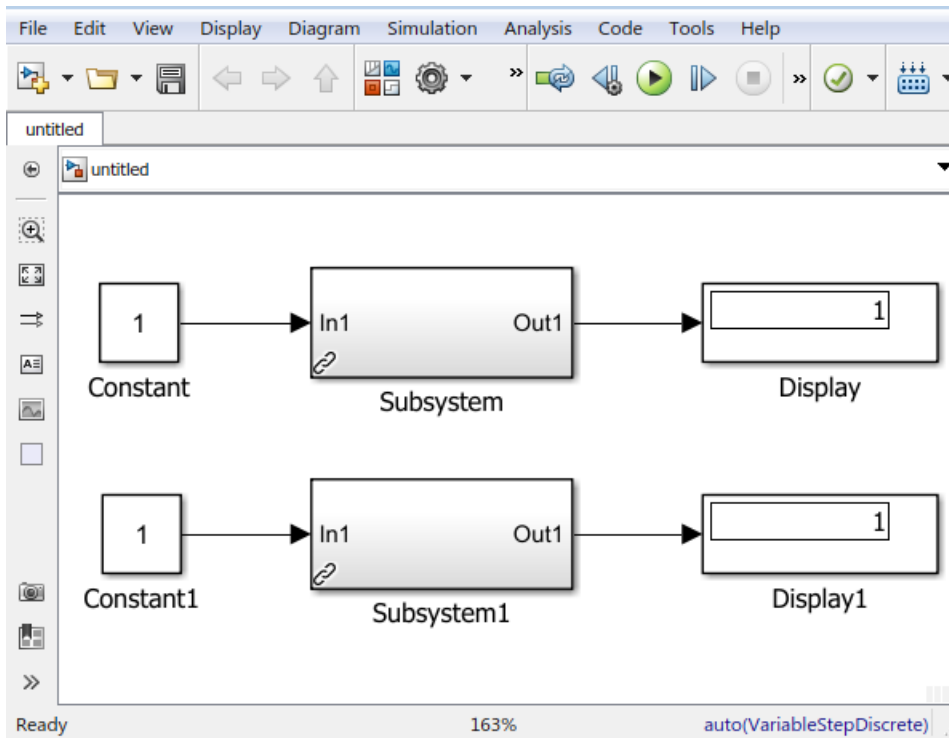 File Edit View Display Diagram Simulation Analysis Code Tools Help
untitled
untitled
1 In1 Out1 1
Constant Subsystem Display
1 In1 Out1 1
Constant1 Subsystem1 Display1
Ready 163% auto(VariableStepDiscrete)